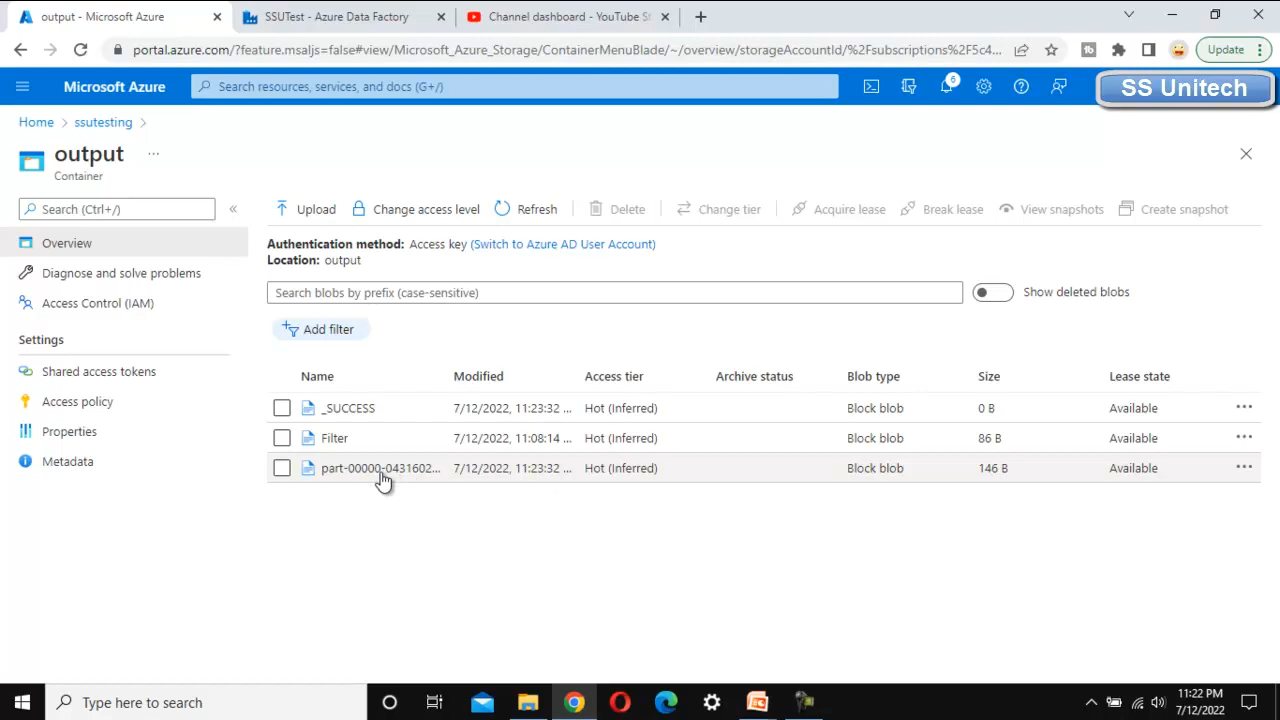 output - Microsoft Azure
SSUTest - Azure Data Factory
Channel dashboard - YouTube St
portal.azure.com/?feature.msaljs=false#view/Microsoft_Azure_Storage/ContainerMenuBlade/~/overview/storageAccountId/%2Fsubscriptions%2F5c4...
Update
Microsoft Azure
Search resources, services, and docs (G+/)
6
SS Unitech
Home > ssutesting >
output ...
Container
Search (Ctrl+/)
«
Upload
Change access level
Refresh
Delete
Change tier
Acquire lease
Break lease
View snapshots
Create snapshot
Overview
Diagnose and solve problems
Access Control (IAM)
Settings
Shared access tokens
Access policy
Properties
Metadata
Authentication method: Access key (Switch to Azure AD User Account)
Location: output
Search blobs by prefix (case-sensitive)
Show deleted blobs
Add filter
Name Modified Access tier Archive status Blob type Size Lease state
_SUCCESS 7/12/2022, 11:23:32 ... Hot (Inferred) Block blob 0 B Available ...
Filter 7/12/2022, 11:08:14 ... Hot (Inferred) Block blob 86 B Available ...
part-00000-0431602... 7/12/2022, 11:23:32 ... Hot (Inferred) Block blob 146 B Available ...
Type here to search
11:22 PM
7/12/2022